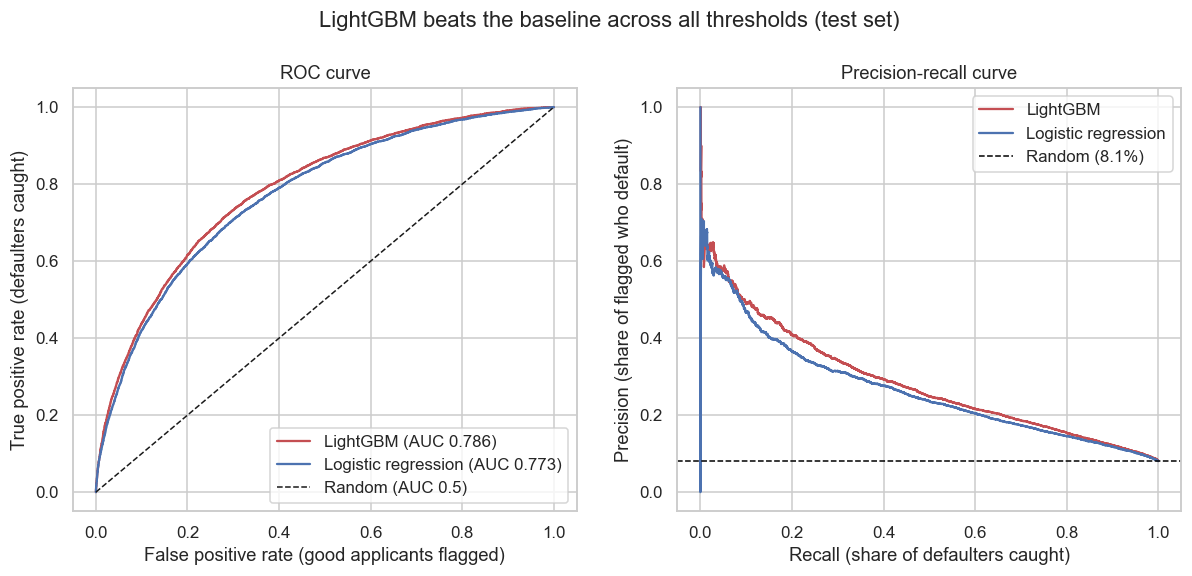 LightGBM beats the baseline across all thresholds (test set)
ROC curve
True positive rate (defaulters caught)
1.0
0.8
0.6
0.4
0.2
0.0
LightGBM (AUC 0.786)
Logistic regression (AUC 0.773)
Random (AUC 0.5)
0.0 0.2 0.4 0.6 0.8 1.0
False positive rate (good applicants flagged)
Precision-recall curve
Precision (share of flagged who default)
1.0
0.8
0.6
0.4
0.2
0.0
LightGBM
Logistic regression
Random (8.1%)
0.0 0.2 0.4 0.6 0.8 1.0
Recall (share of defaulters caught)